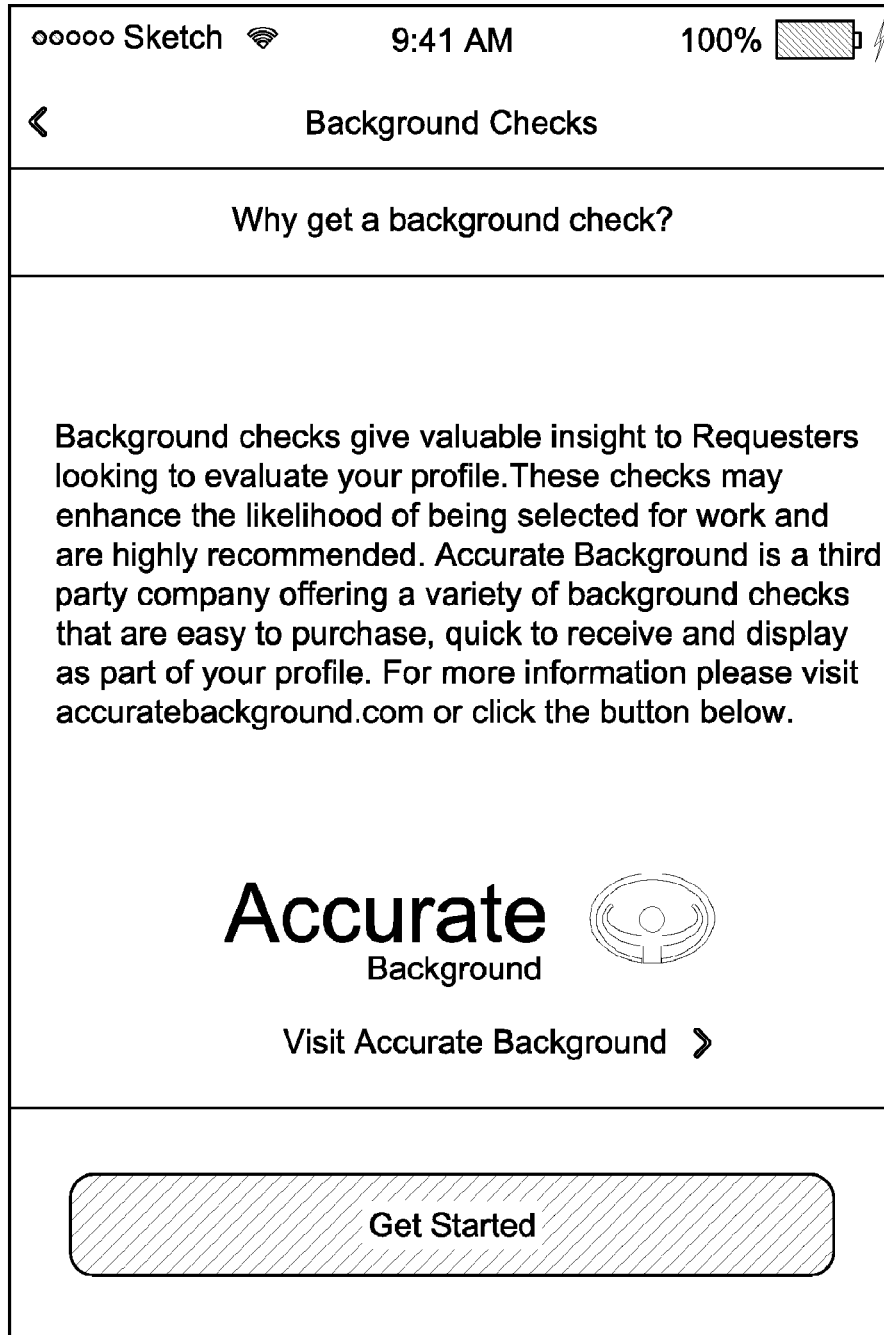 ooooo Sketch 9:41 AM 100%
Background Checks
Why get a background check?
Background checks give valuable insight to Requesters
looking to evaluate your profile.These checks may
enhance the likelihood of being selected for work and
are highly recommended. Accurate Background is a third
party company offering a variety of background checks
that are easy to purchase, quick to receive and display
as part of your profile. For more information please visit
accuratebackground.com or click the button below.
Accurate
Background
Visit Accurate Background
Get Started